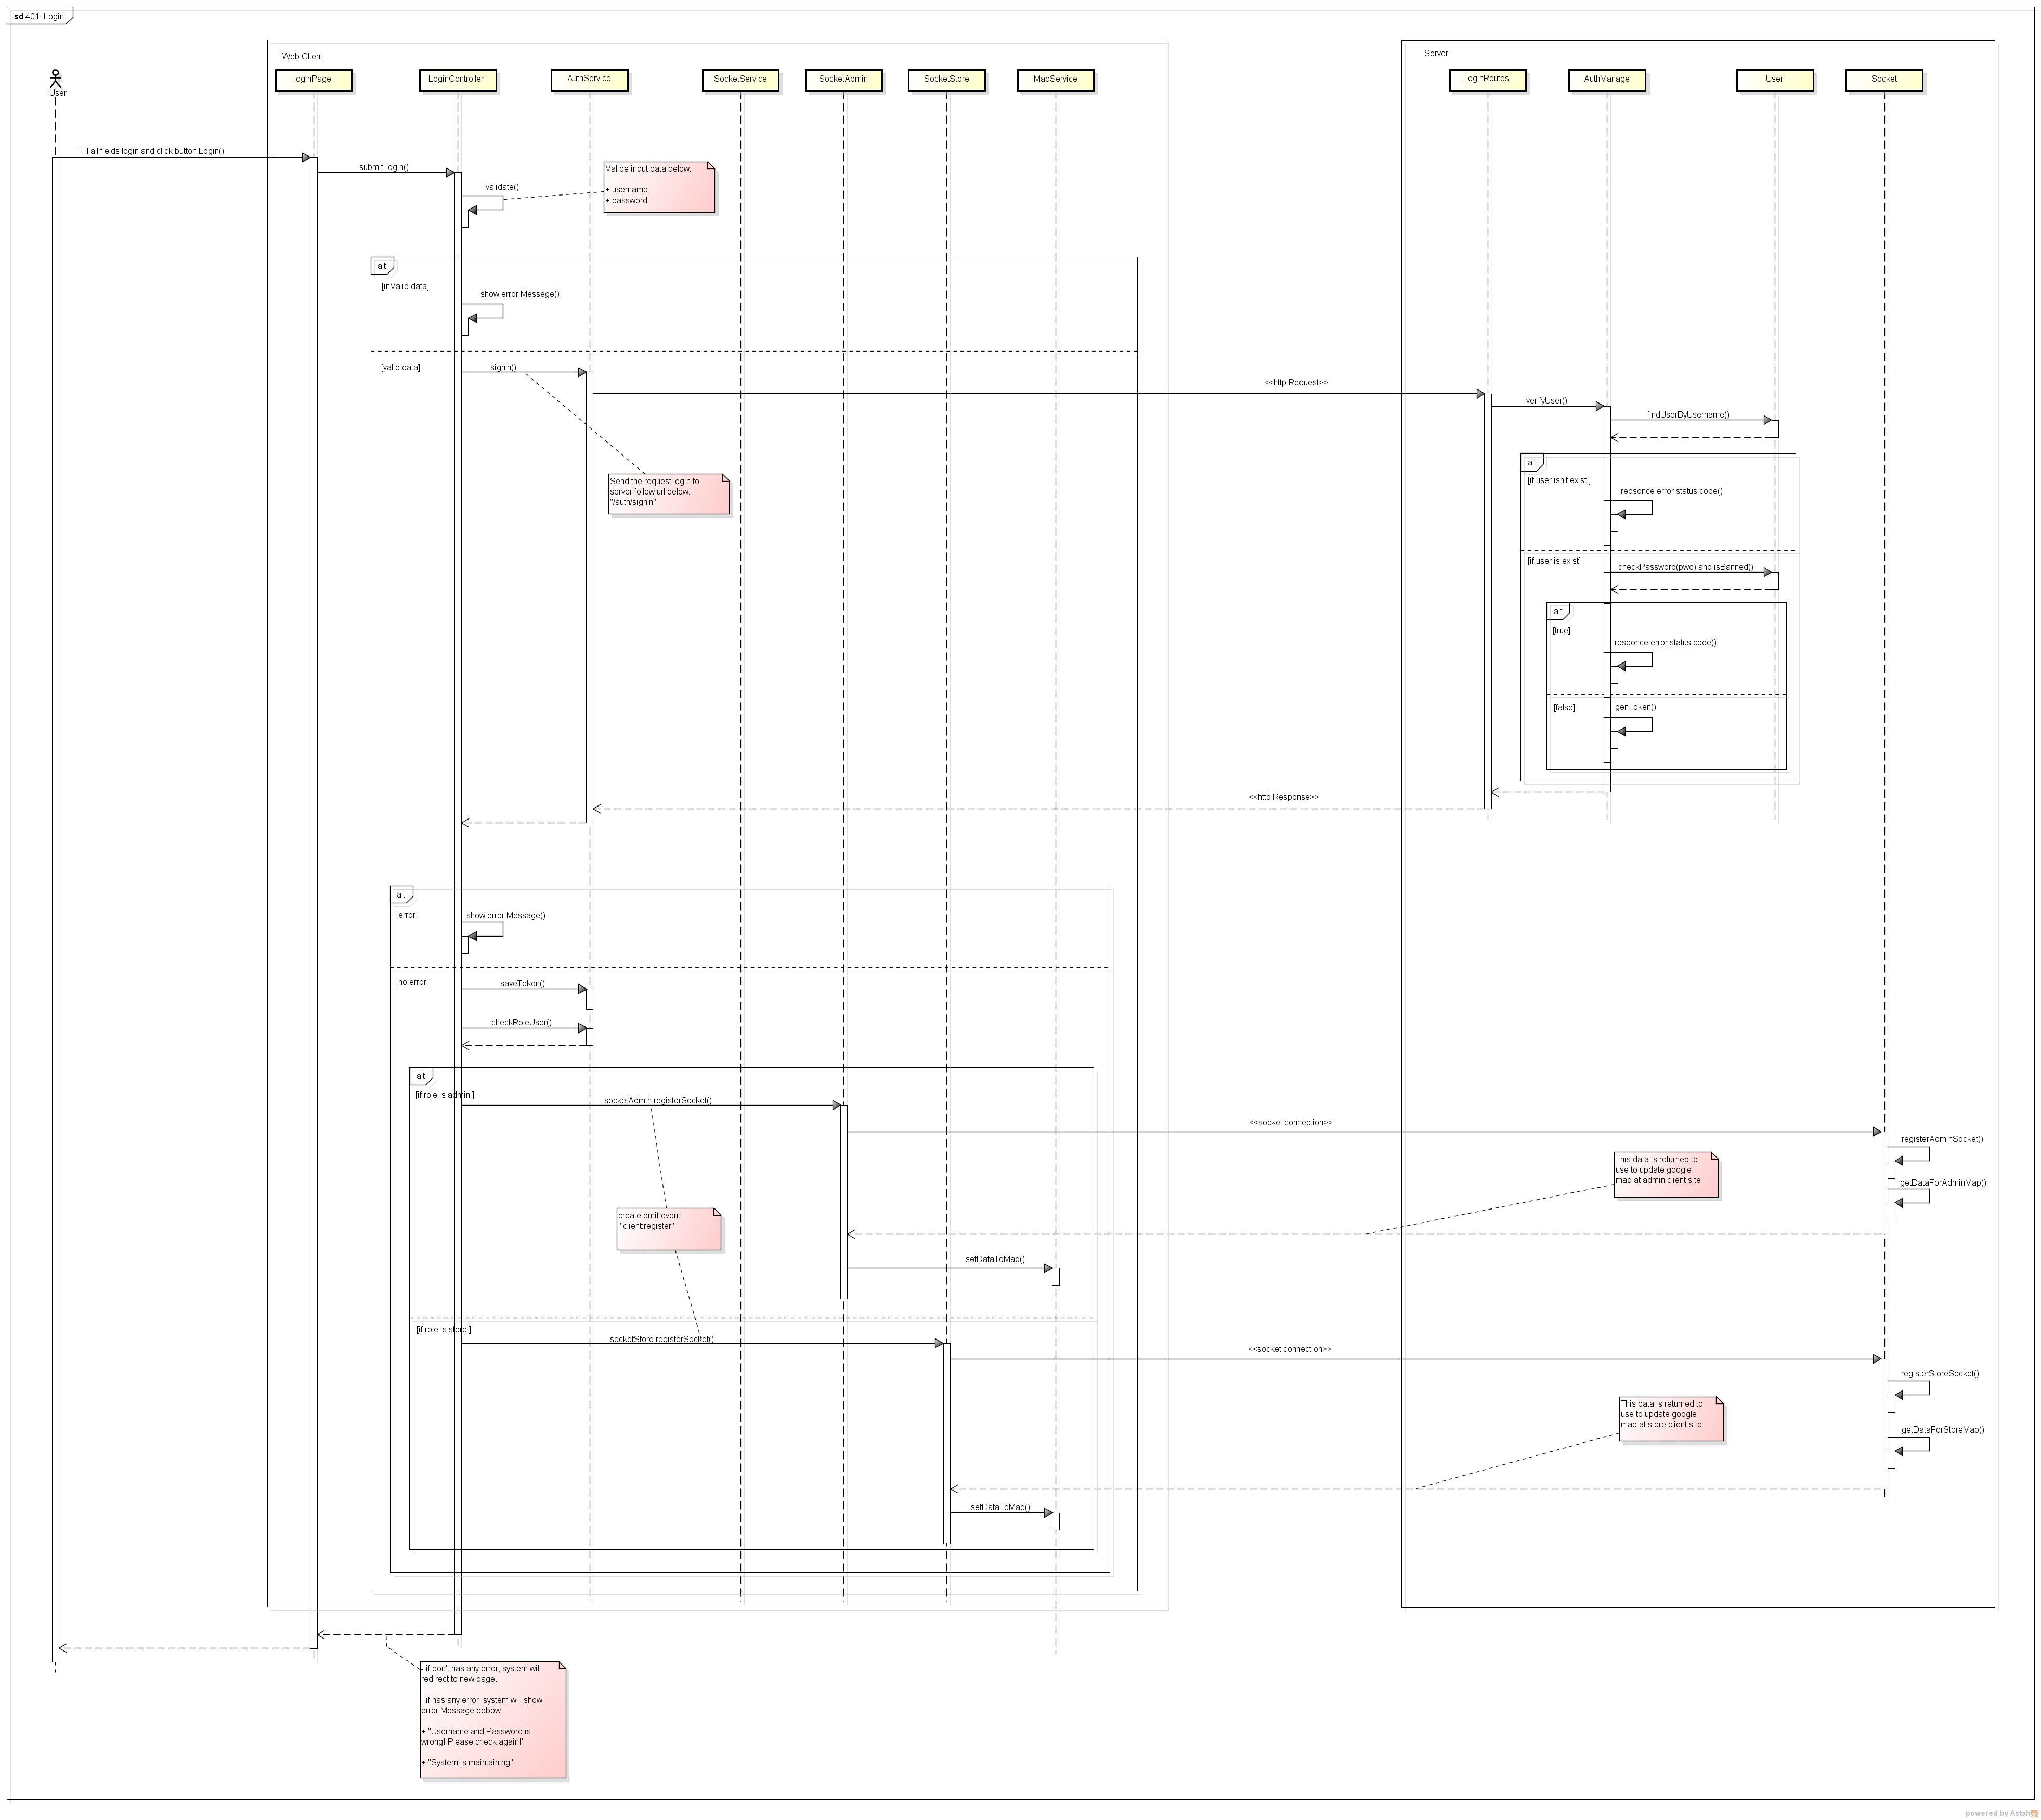 sd 401: Login
Web Client
Server
: User
loginPage
LoginController
AuthService
SocketService
SocketAdmin
SocketStore
MapService
LoginRoutes
AuthManage
User
Socket
Fill all fields login and click button Login()
submitLogin()
validate()
Valide input data below:
+ username:
+ password:
alt
[inValid data]
show error Messege()
[valid data]
signIn()
<<http Request>>
verifyUser()
findUserByUsername()
Send the request login to
server follow url below:
"/auth/signIn"
alt
[if user isn't exist ]
repsonce error status code()
[if user is exist]
checkPassword(pwd) and isBanned()
alt
[true]
responce error status code()
[false]
genToken()
<<http Response>>
alt
[error]
show error Message()
[no error ]
saveToken()
checkRoleUser()
alt
[if role is admin ]
socketAdmin.registerSocket()
<<socket connection>>
registerAdminSocket()
This data is returned to
use to update google
map at admin client site
getDataForAdminMap()
create emit event:
'"client:register"
setDataToMap()
[if role is store ]
socketStore.registerSocket()
<<socket connection>>
registerStoreSocket()
This data is returned to
use to update google
map at store client site
getDataForStoreMap()
setDataToMap()
- if don't has any error, system will
redirect to new page.
- if has any error, system will show
error Message bebow:
+ "Username and Password is
wrong! Please check again!"
+ "System is maintaining"
powered by Astah